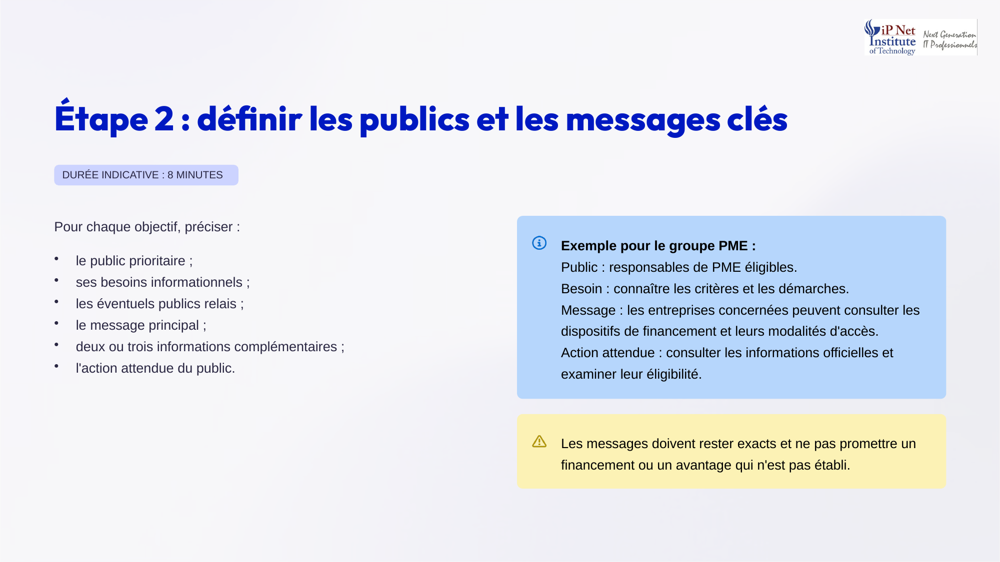 iP Net
Institute
of Technology
Next Generation
IT Professionnels
Étape 2 : définir les publics et les messages clés
DURÉE INDICATIVE : 8 MINUTES
Pour chaque objectif, préciser :
• le public prioritaire ;
• ses besoins informationnels ;
• les éventuels publics relais ;
• le message principal ;
• deux ou trois informations complémentaires ;
• l'action attendue du public.
Exemple pour le groupe PME :
Public : responsables de PME éligibles.
Besoin : connaître les critères et les démarches.
Message : les entreprises concernées peuvent consulter les
dispositifs de financement et leurs modalités d'accès.
Action attendue : consulter les informations officielles et
examiner leur éligibilité.
Les messages doivent rester exacts et ne pas promettre un
financement ou un avantage qui n'est pas établi.